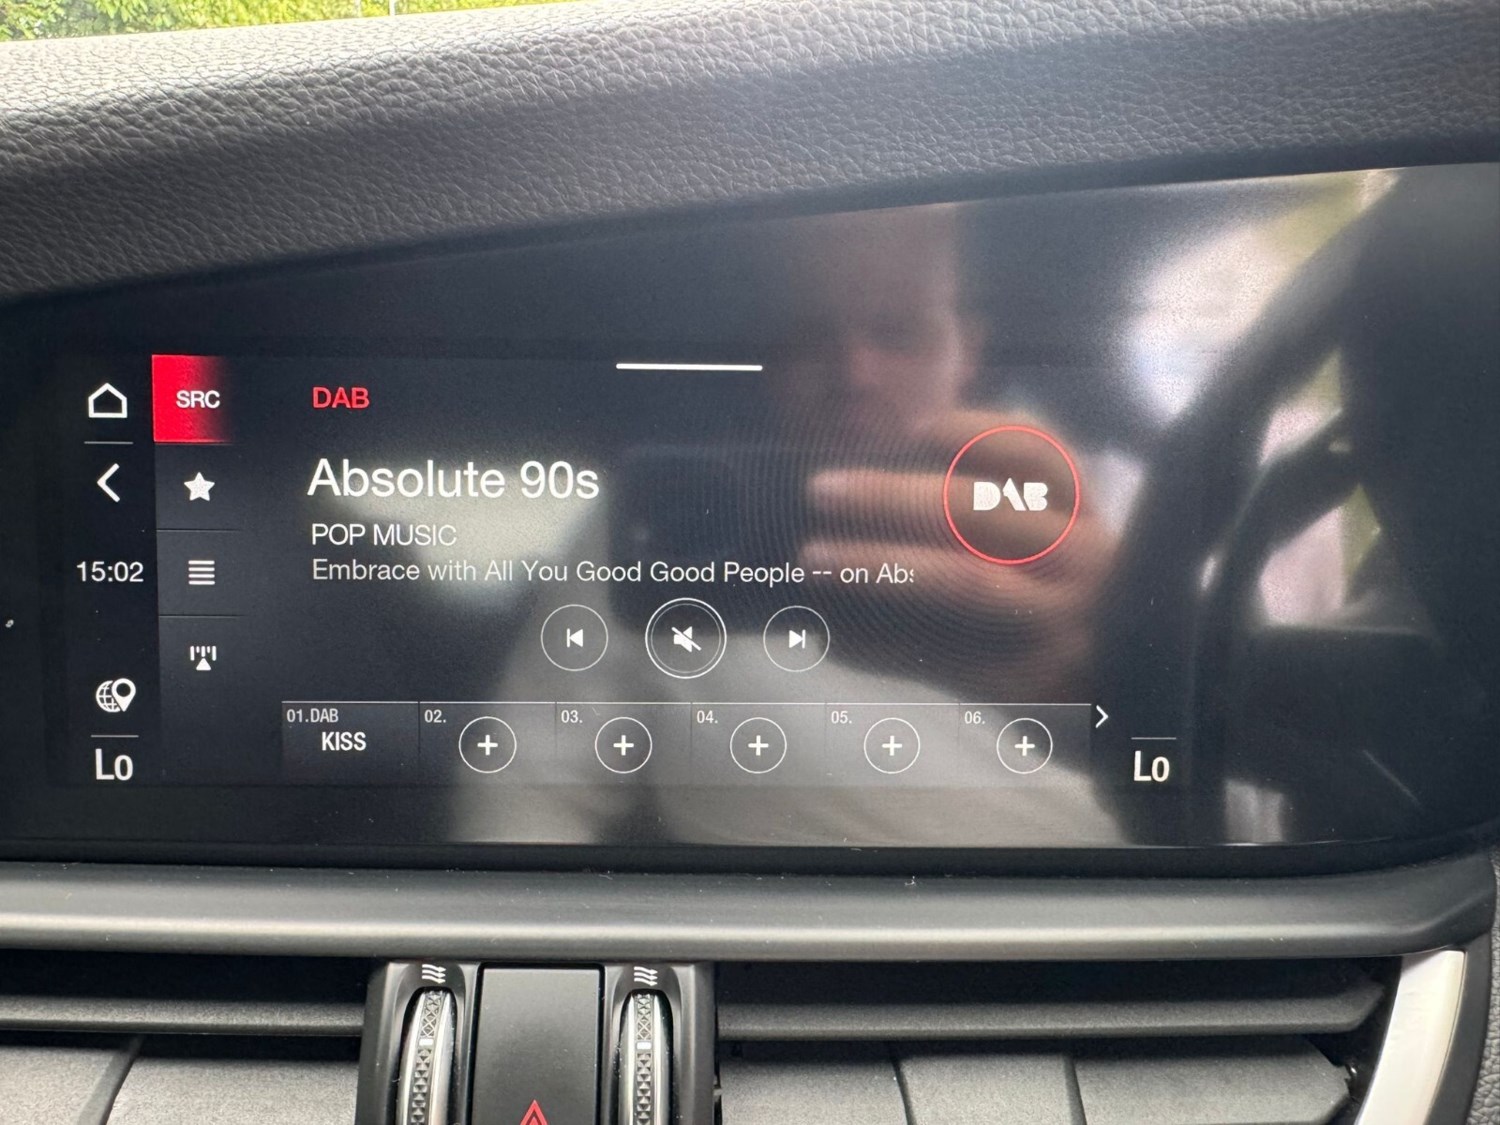 SRC
DAB
Absolute 90s
POP MUSIC
Embrace with All You Good Good People -- on Abs
DAB
15:02
01.DAB
KISS
02.
03.
04.
05.
06.
Lo
Lo